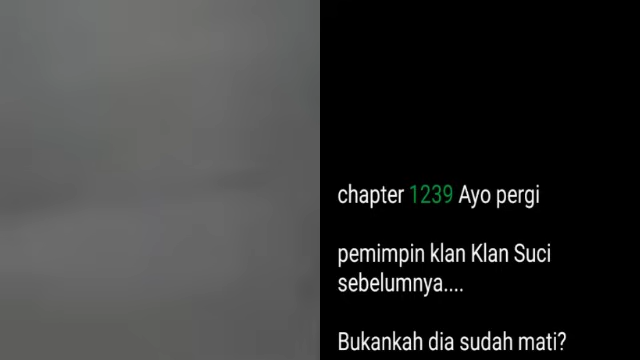 chapter 1239 Ayo pergi
pemimpin klan Klan Suci
sebelumnya....
Bukankah dia sudah mati?